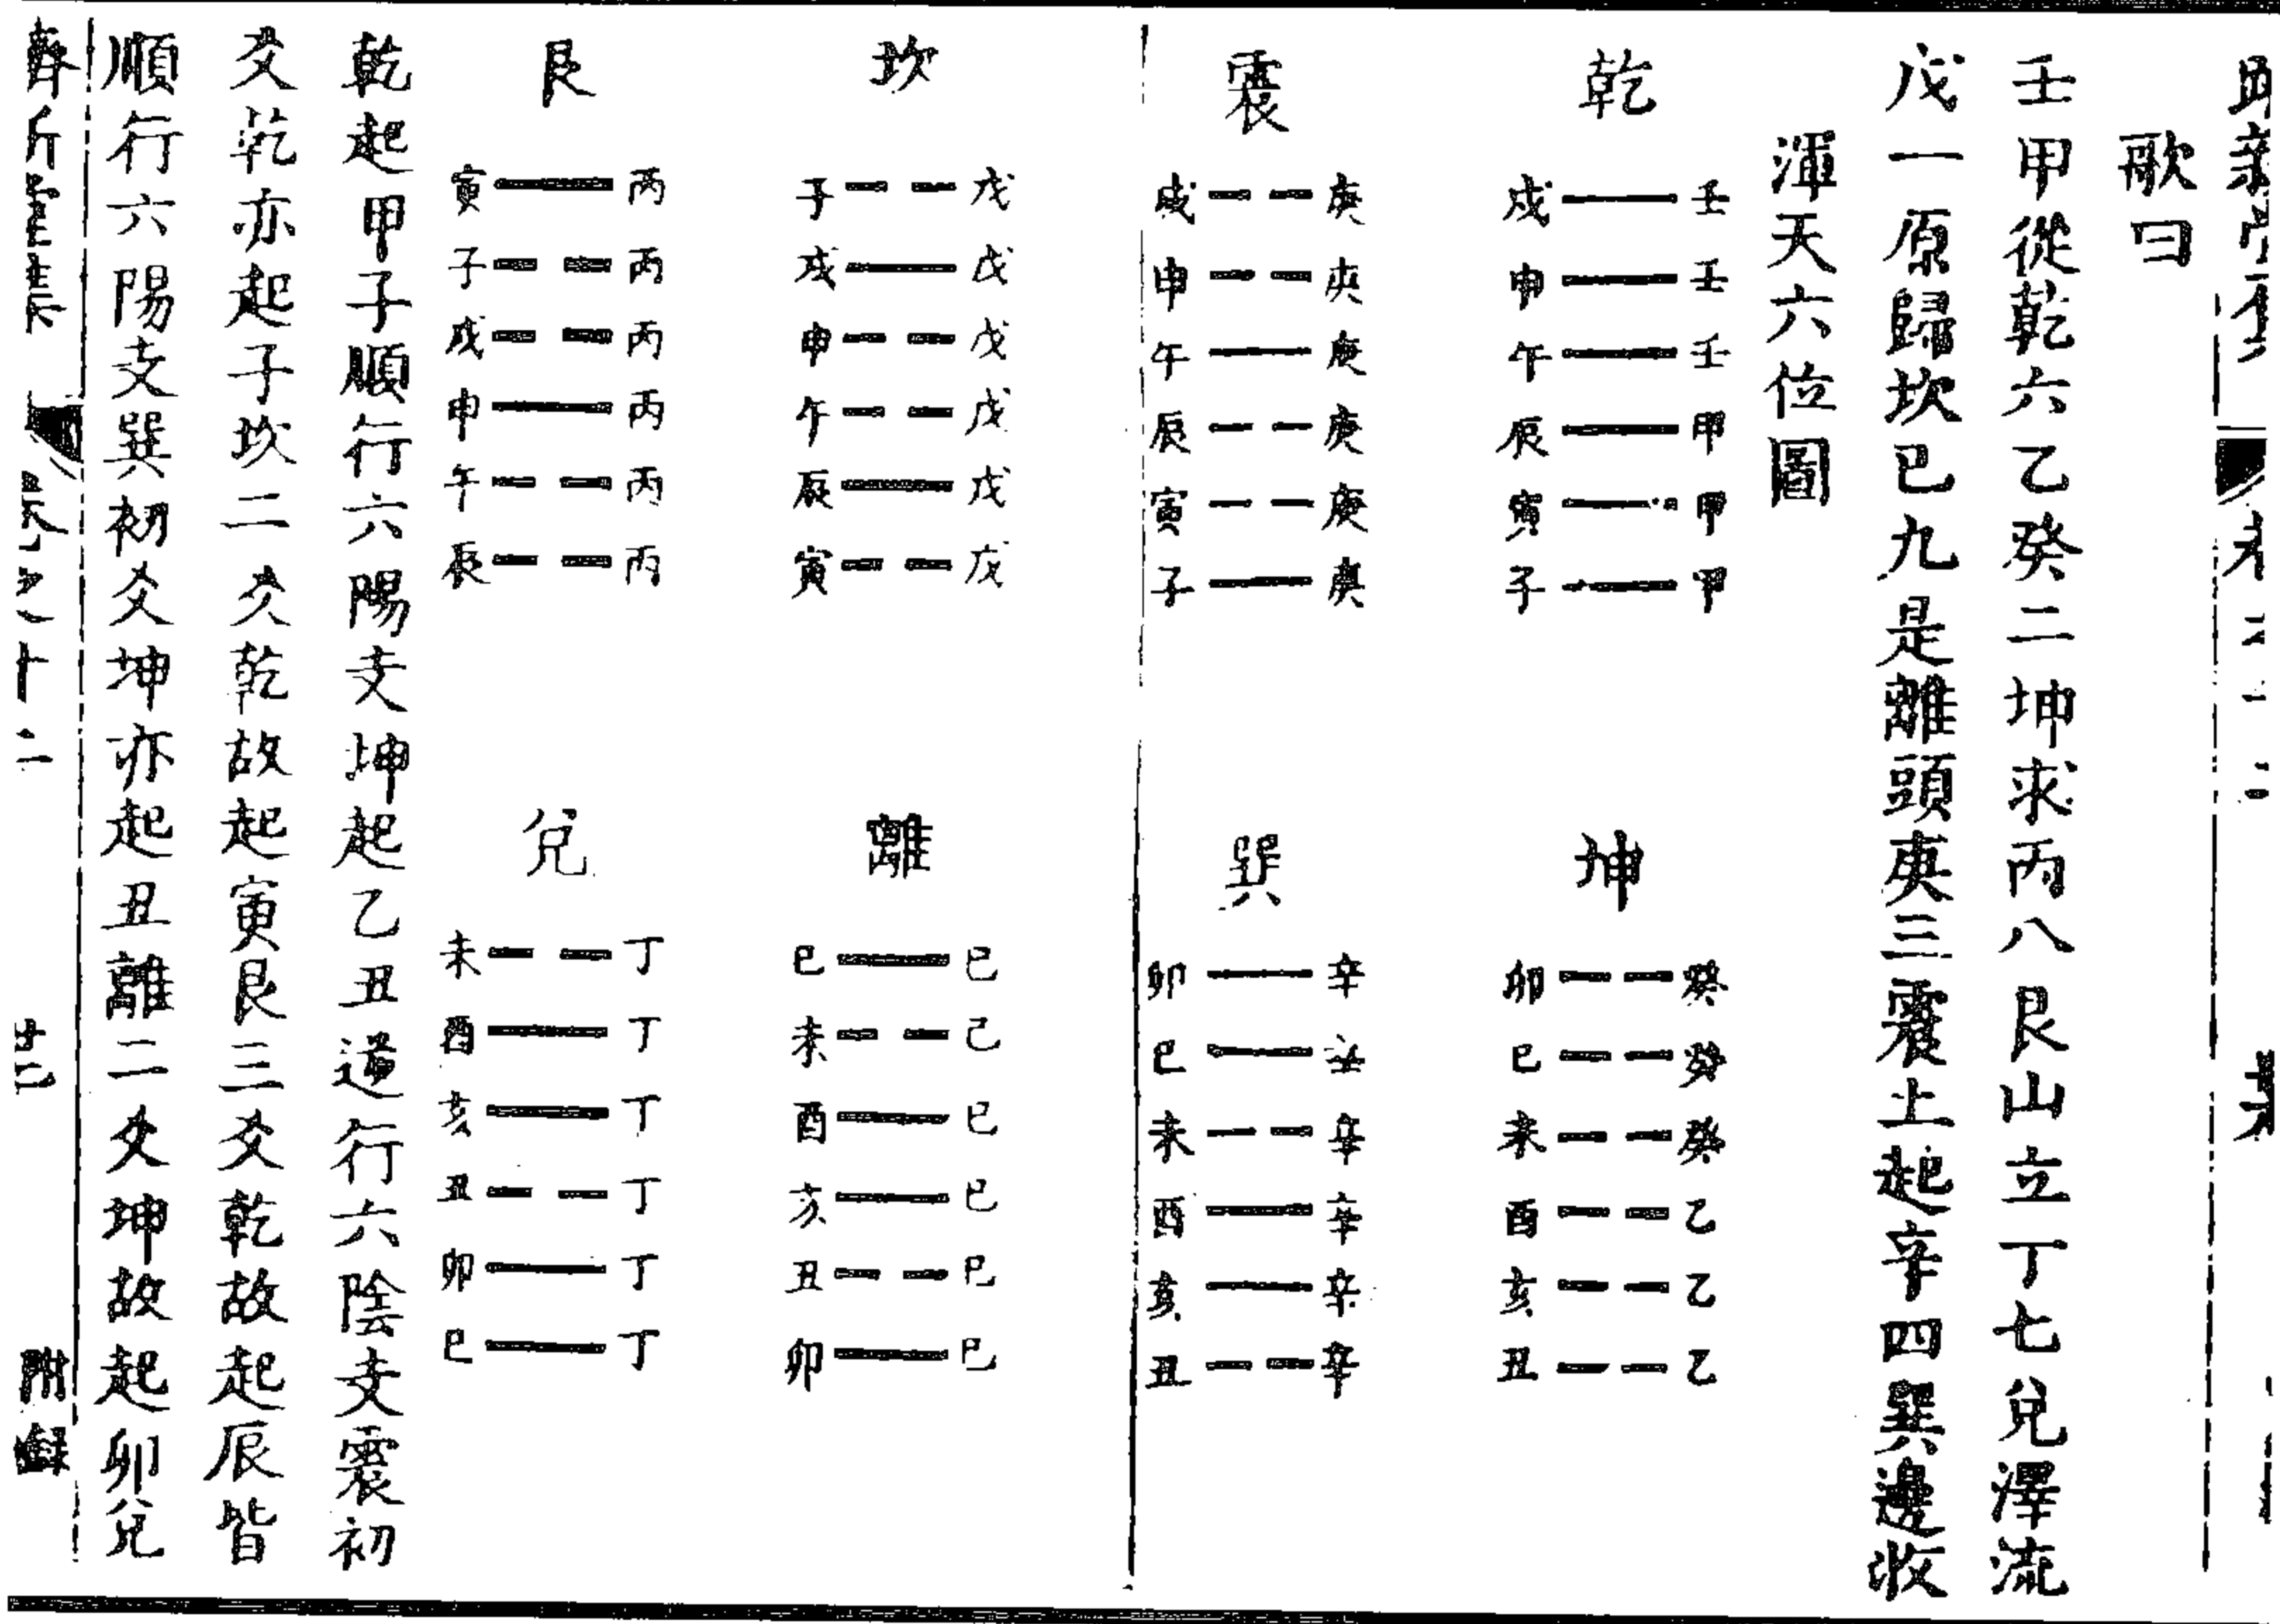 歌曰
壬甲從乾六乙癸二坤求丙八艮山立丁七兌澤流
戊一原歸坎已九是離頭庚三震上起辛四巽邊收
渾天六位圖
乾
壬 戌
壬 申
壬 午
甲 辰
甲 寅
甲 子
坤
癸 卯
癸 巳
癸 未
乙 酉
乙 亥
乙 丑
震
庚 戌
庚 申
庚 午
庚 辰
庚 寅
庚 子
巽
辛 卯
巳
辛 未
辛 酉
辛 亥
辛 丑
坎
戊 子
戊 戌
戊 申
戊 午
戊 辰
戊 寅
離
已 巳
己 未
已 酉
已 亥
已 丑
已 卯
艮
丙 寅
丙 子
丙 戌
丙 申
丙 午
丙 辰
兌
丁 未
丁 酉
丁 亥
丁 丑
丁 卯
丁 巳
乾起甲子順行六陽支坤起乙丑逆行六陰支震初
爻乾亦起子坎二爻乾故起寅艮三爻乾故起辰皆
順行六陽支巽初爻坤亦起丑離二爻坤故起卯兌
卷之十二
附錄